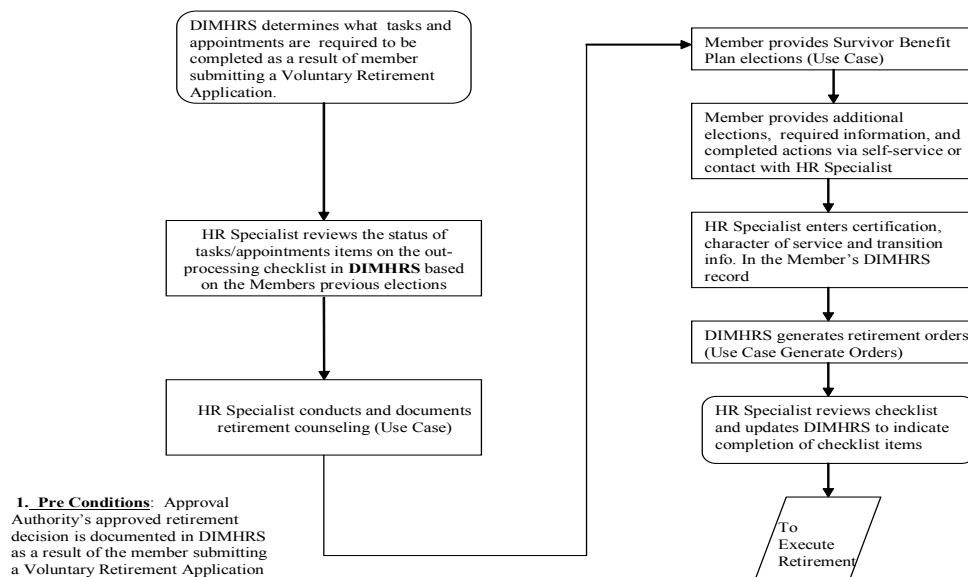 DIMHRS determines what tasks and
appointments are required to be
completed as a result of member
submitting a Voluntary Retirement
Application.
HR Specialist reviews the status of
tasks/appointments items on the out-
processing checklist in DIMHRS based
on the Members previous elections
HR Specialist conducts and documents
retirement counseling (Use Case)
1. Pre Conditions: Approval
Authority's approved retirement
decision is documented in DIMHRS
as a result of the member submitting
a Voluntary Retirement Application
Member provides Survivor Benefit
Plan elections (Use Case)
Member provides additional
elections, required information, and
completed actions via self-service or
contact with HR Specialist
HR Specialist enters certification,
character of service and transition
info. In the Member's DIMHRS
record
DIMHRS generates retirement orders
(Use Case Generate Orders)
HR Specialist reviews checklist
and updates DIMHRS to indicate
completion of checklist items
To
Execute
Retirement